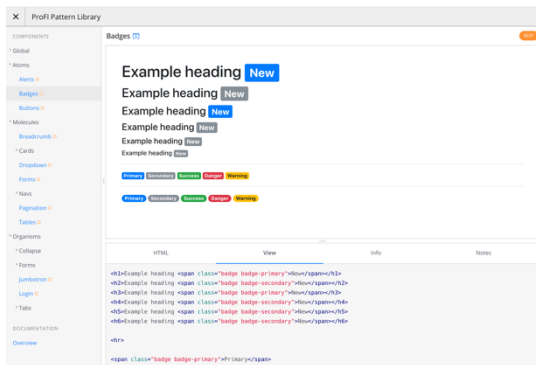 ProFI Pattern Library
COMPONENTS
Global
Atoms
Alerts
Badges
Buttons
Molecules
Breadcrumb
Cards
Dropdown
Forms
Navs
Pagination
Tables
Organisms
Collapse
Forms
Jumbotron
Login
Tabs
DOCUMENTATION
Overview
Badges
WIP
Example heading New
Example heading New
Example heading New
Example heading New
Example heading New
Example heading New
Primary Secondary Success Danger Warning
Primary Secondary Success Danger Warning
HTML View Info Notes
<h1>Example heading <span class="badge badge-primary">New</span></h1>
<h2>Example heading <span class="badge badge-secondary">New</span></h2>
<h3>Example heading <span class="badge badge-primary">New</span></h3>
<h4>Example heading <span class="badge badge-secondary">New</span></h4>
<h5>Example heading <span class="badge badge-secondary">New</span></h5>
<h6>Example heading <span class="badge badge-secondary">New</span></h6>
<hr>
<span class="badge badge-primary">Primary</span>